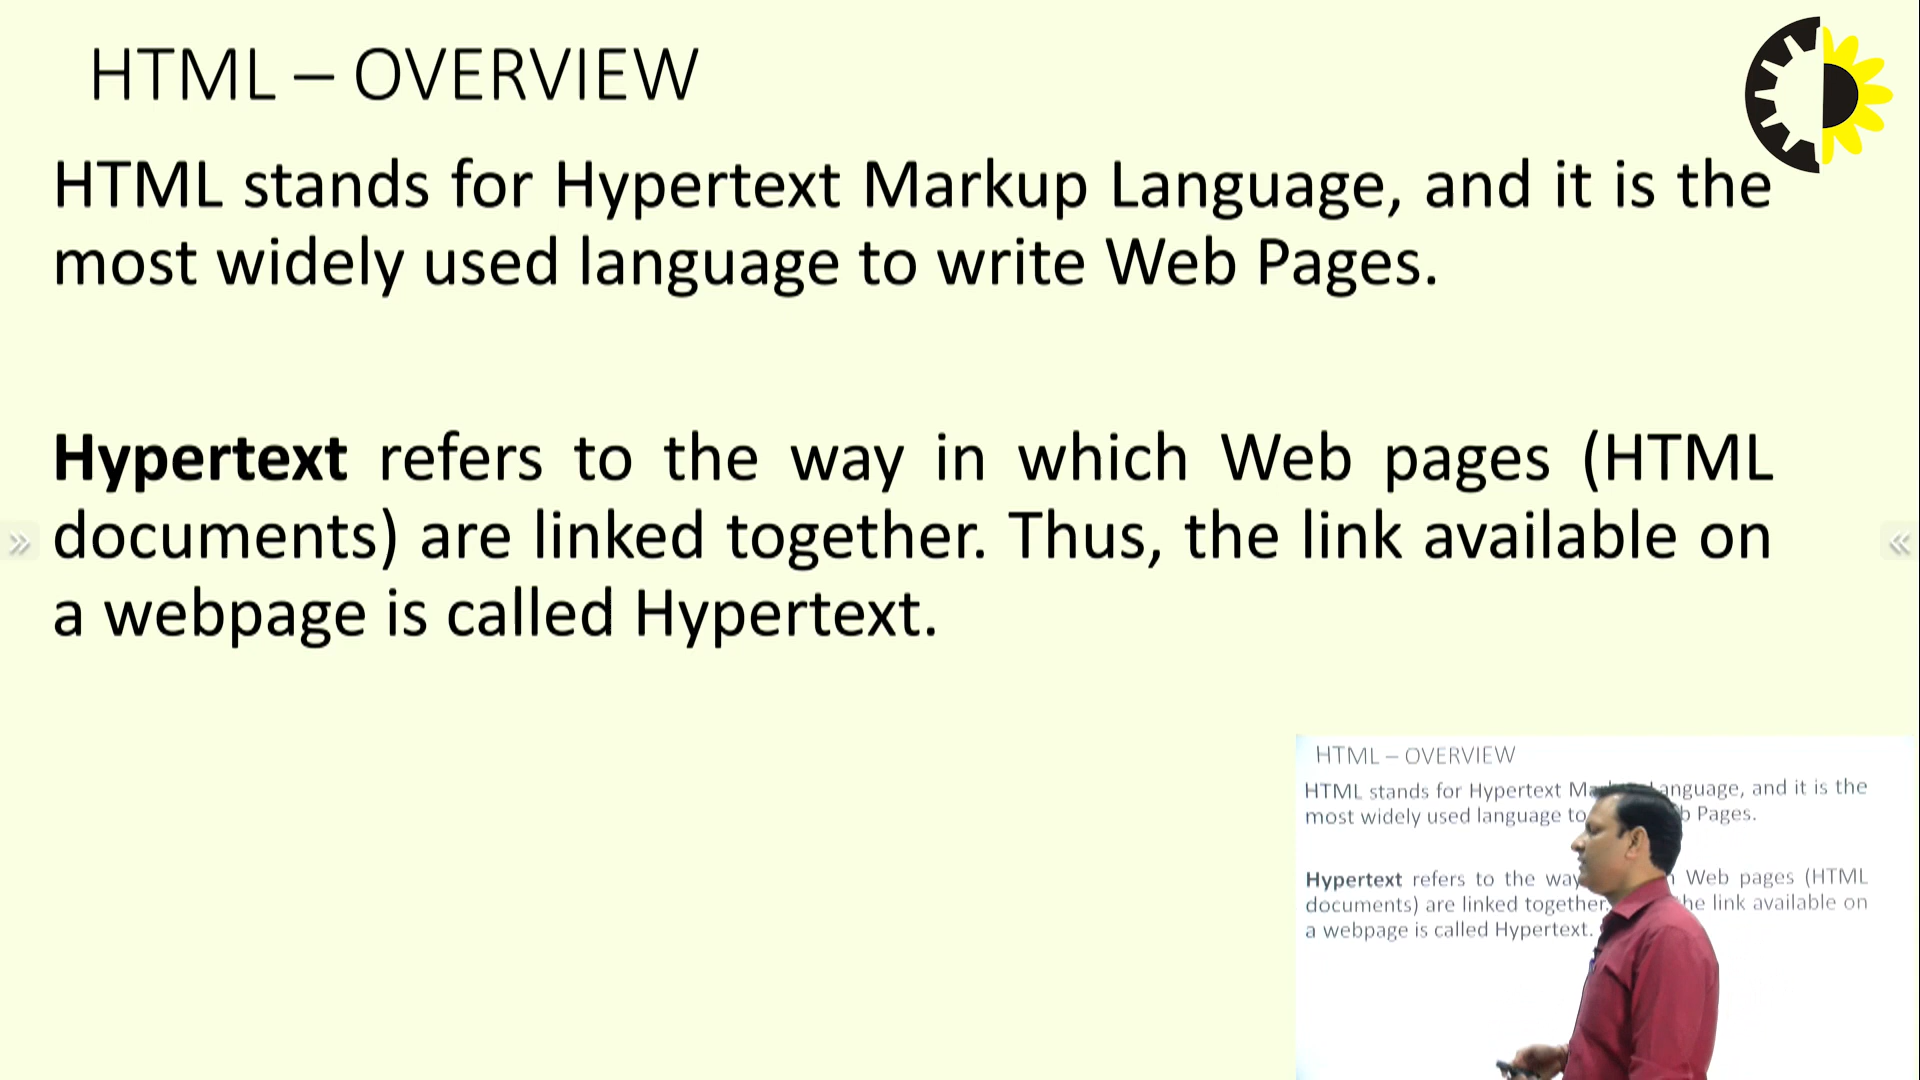 HTML – OVERVIEW
HTML stands for Hypertext Markup Language, and it is the
most widely used language to write Web Pages.
Hypertext refers to the way in which Web pages (HTML
documents) are linked together. Thus, the link available on
a webpage is called Hypertext.
HTML – OVERVIEW
HTML stands for Hypertext anguage, and it is the
most widely used language to Pages.
Hypertext refers to the way Web pages (HTML
documents) are linked together. he link available on
a webpage is called Hypertext.